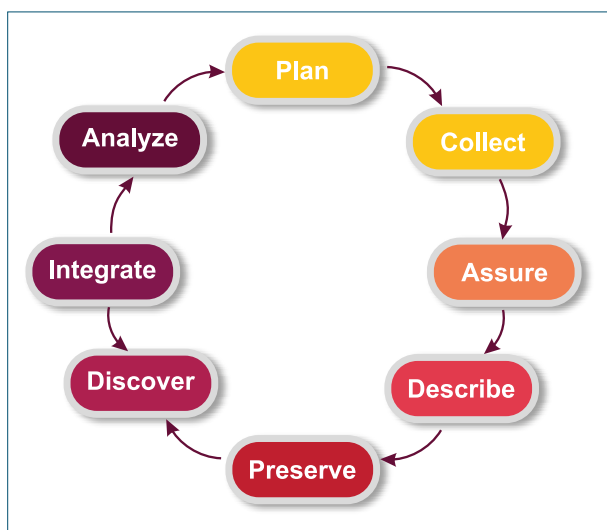 Plan
Collect
Assure
Describe
Preserve
Discover
Integrate
Analyze